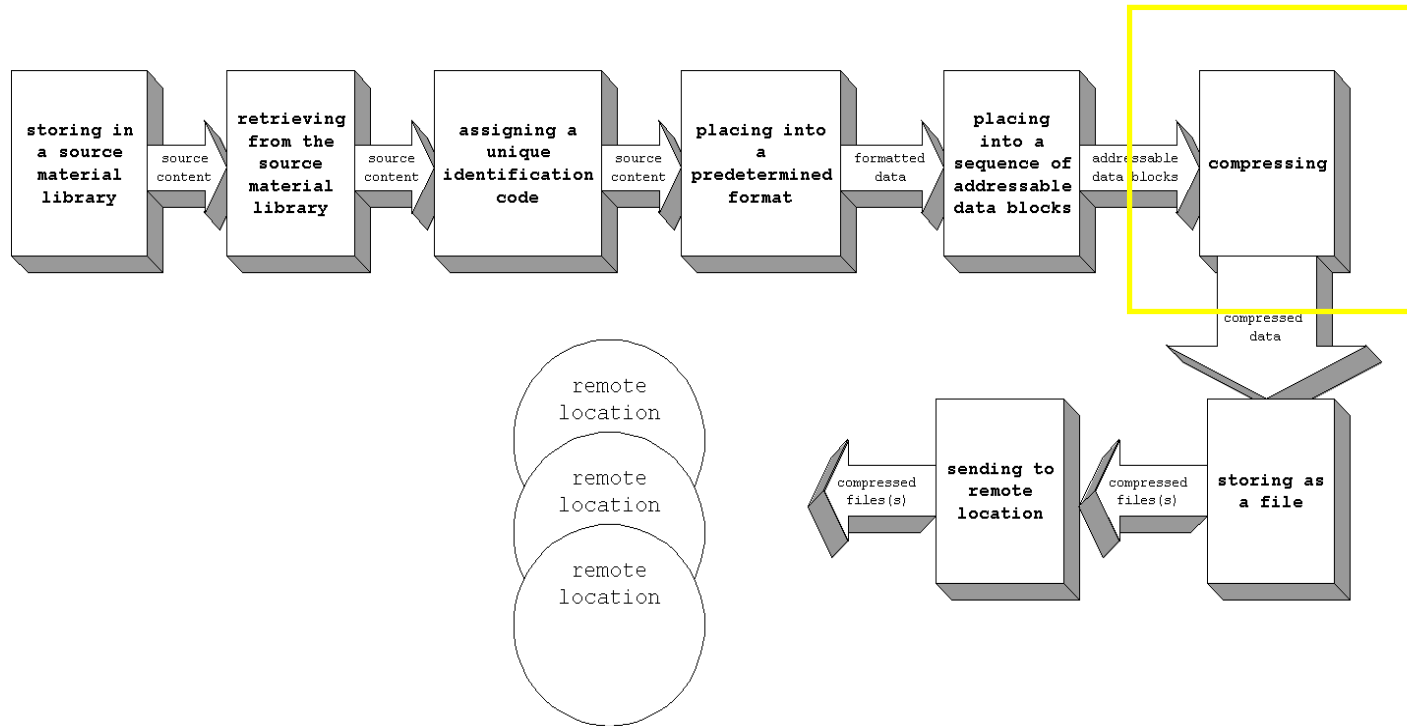 storing in
a source
material
library
source
content
retrieving
from the
source
material
library
source
content
assigning a
unique
identification
code
source
content
placing into
a
predetermined
format
formatted
data
placing
into a
sequence of
addressable
data blocks
addressable
data blocks
compressing
compressed
data
storing as
a file
compressed
files(s)
sending to
remote
location
compressed
files(s)
remote
location
remote
location
remote
location